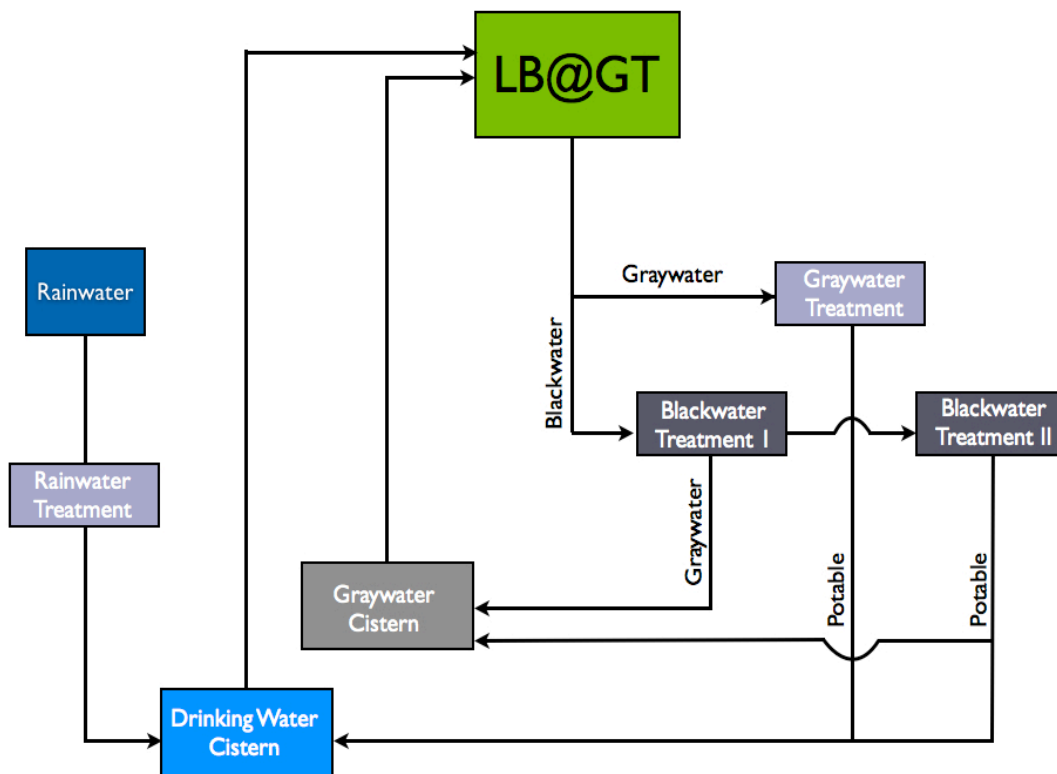 LB@GT
Rainwater
Graywater
Graywater
Treatment
Blackwater
Blackwater
Treatment I
Blackwater
Treatment II
Rainwater
Treatment
Graywater
Potable
Potable
Graywater
Cistern
Drinking Water
Cistern